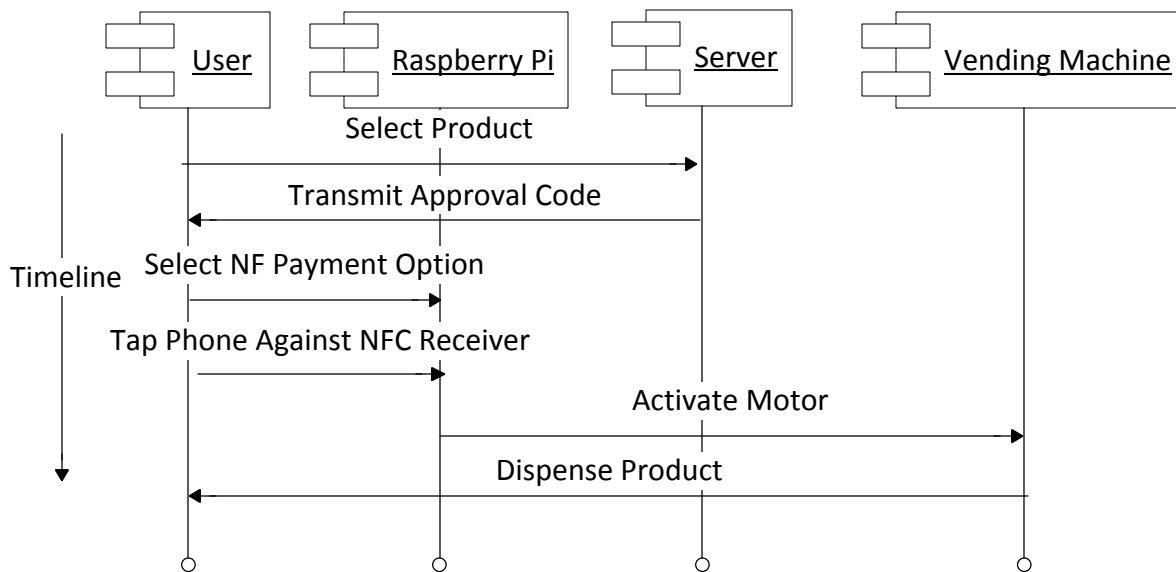 User
Raspberry Pi
Server
Vending Machine
Select Product
Transmit Approval Code
Select NF Payment Option
Timeline
Tap Phone Against NFC Receiver
Activate Motor
Dispense Product